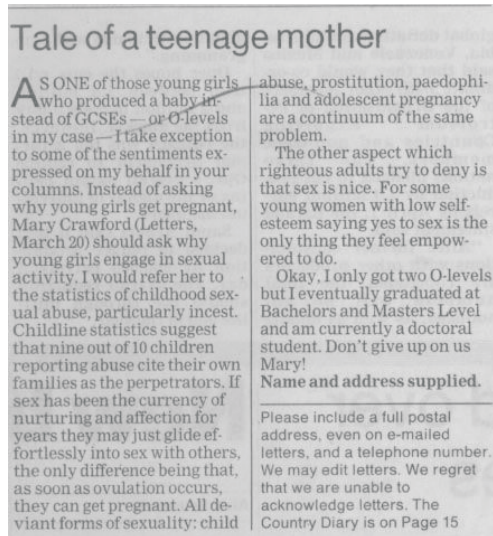 Tale of a teenage mother
AS ONE of those young girls
who produced a baby in-
stead of GCSEs — or O-levels
in my case — I take exception
to some of the sentiments ex-
pressed on my behalf in your
columns. Instead of asking
why young girls get pregnant,
Mary Crawford (Letters,
March 20) should ask why
young girls engage in sexual
activity. I would refer her to
the statistics of childhood sex-
ual abuse, particularly incest.
Childline statistics suggest
that nine out of 10 children
reporting abuse cite their own
families as the perpetrators. If
sex has been the currency of
nurturing and affection for
years they may just glide ef-
fortlessly into sex with others,
the only difference being that,
as soon as ovulation occurs,
they can get pregnant. All de-
viant forms of sexuality: child
abuse, prostitution, paedophi-
lia and adolescent pregnancy
are a continuum of the same
problem.
The other aspect which
righteous adults try to deny is
that sex is nice. For some
young women with low self-
esteem saying yes to sex is the
only thing they feel empow-
ered to do.
Okay, I only got two O-levels
but I eventually graduated at
Bachelors and Masters Level
and am currently a doctoral
student. Don't give up on us
Mary!
Name and address supplied.
Please include a full postal
address, even on e-mailed
letters, and a telephone number.
We may edit letters. We regret
that we are unable to
acknowledge letters. The
Country Diary is on Page 15